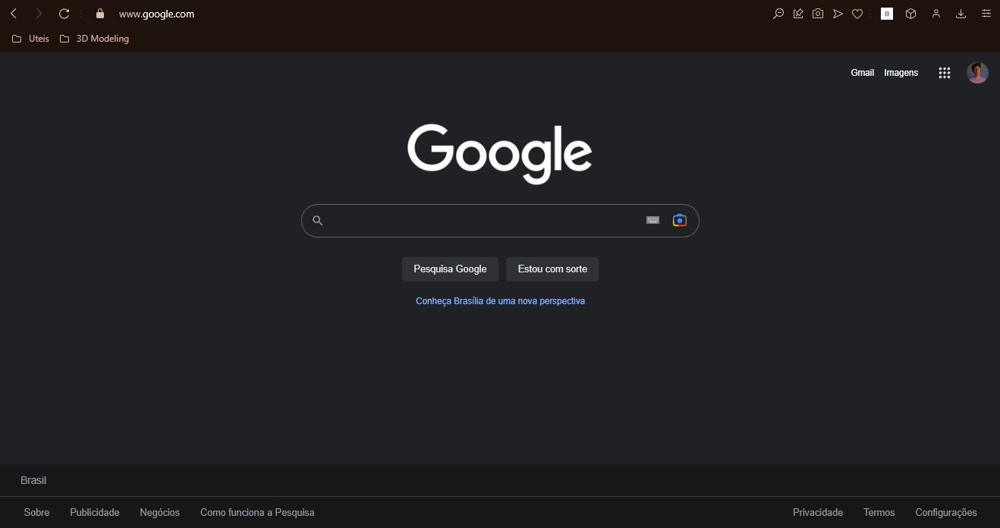 www.google.com
B
Uteis 3D Modeling
Gmail Imagens
Google
Pesquisa Google Estou com sorte
Conheça Brasília de uma nova perspectiva
Brasil
Sobre Publicidade Negócios Como funciona a Pesquisa Privacidade Termos Configurações